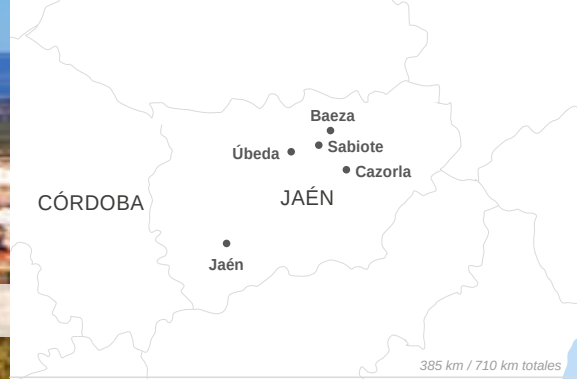 Baeza
Sabiote
Úbeda
Cazorla
CÓRDOBA
JAÉN
Jaén
385 km / 710 km totales